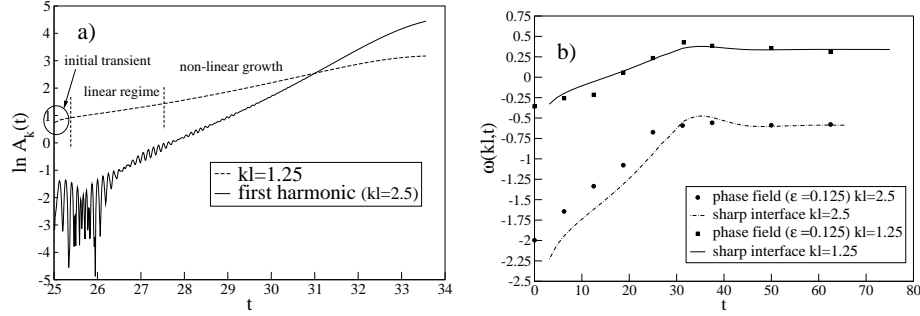 a)
initial transient
non-linear growth
linear regime
ln A_k(t)
5
4
3
2
1
0
-1
-2
-3
-4
-5
kl=1.25
first harmonic (kl=2.5)
25 26 27 28 29 30 31 32 33 34 35
t
b)
ω(kl,t)
0.75
0.5
0.25
0
-0.25
-0.5
-0.75
-1
-1.25
-1.5
-1.75
-2
-2.25
-2.5
phase field (ε =0.125) kl=2.5
sharp interface kl=2.5
phase field (ε =0.125) kl=1.25
sharp interface kl=1.25
0 10 20 30 40 50 60 70 80
t